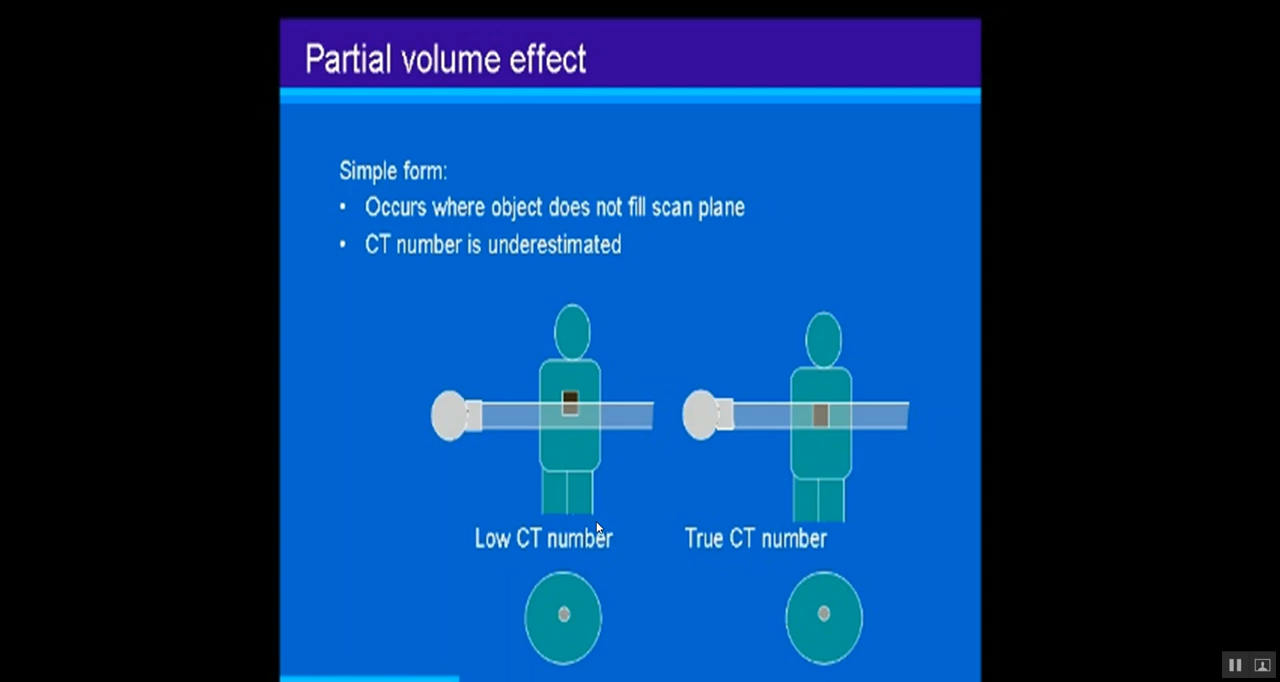 Partial volume effect
Simple form:
• Occurs where object does not fill scan plane
• CT number is underestimated
Low CT number
True CT number